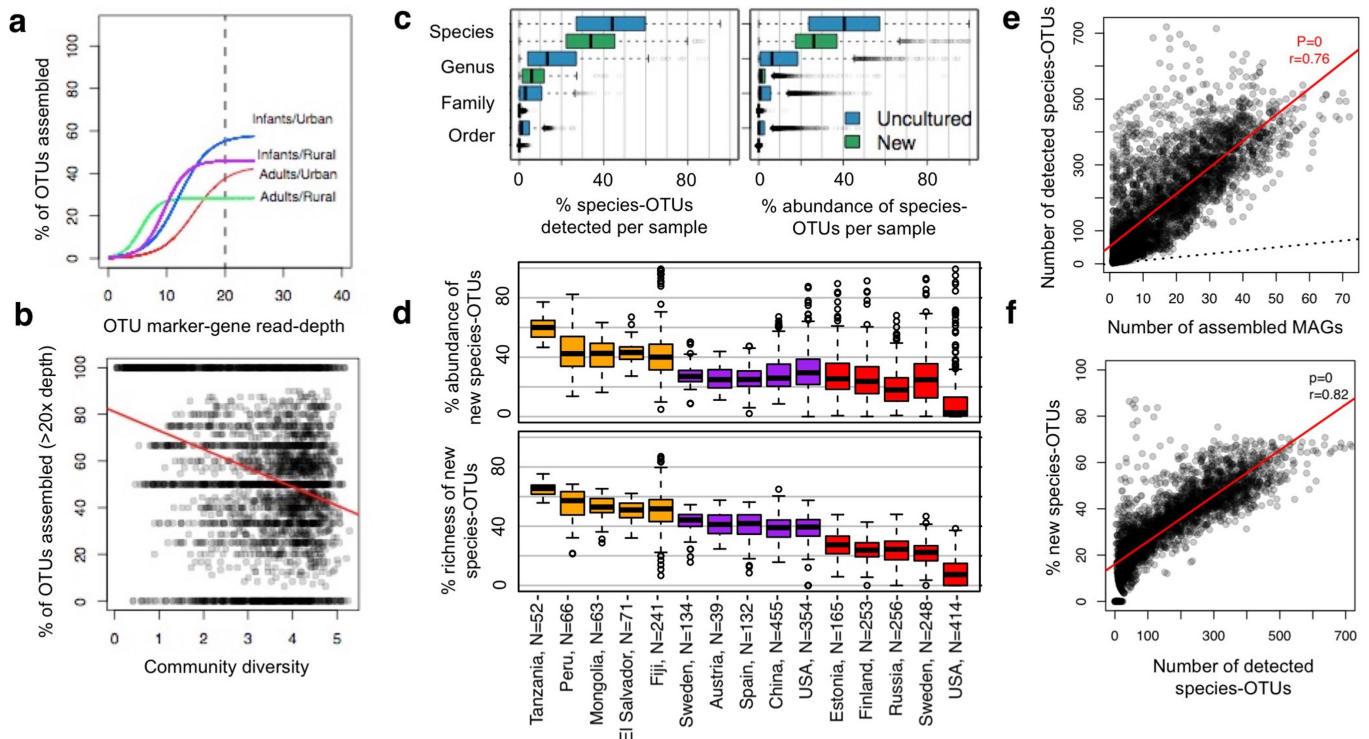 a
% of OTUs assembled
100
80
60
40
20
0
Infants/Urban
Infants/Rural
Adults/Urban
Adults/Rural
0 10 20 30 40
OTU marker-gene read-depth
b
% of OTUs assembled (>20x depth)
100
80
60
40
20
0
0 1 2 3 4 5
Community diversity
c
Species
Genus
Family
Order
Uncultured
New
0 40 80
0 40 80
% species-OTUs
detected per sample
% abundance of species-
OTUs per sample
d
% abundance of
new species-OTUs
80
40
0
% richness of new
species-OTUs
80
40
0
Tanzania, N=52
Peru, N=66
Mongolia, N=63
El Salvador, N=71
Fiji, N=241
Sweden, N=134
Austria, N=39
Spain, N=132
China, N=455
USA, N=354
Estonia, N=165
Finland, N=253
Russia, N=256
Sweden, N=248
USA, N=414
e
Number of detected species-OTUs
700
500
300
100
0
P=0
r=0.76
0 10 20 30 40 50 60 70
Number of assembled MAGs
f
% new species-OTUs
100
80
60
40
20
0
p=0
r=0.82
0 100 300 500 700
Number of detected
species-OTUs